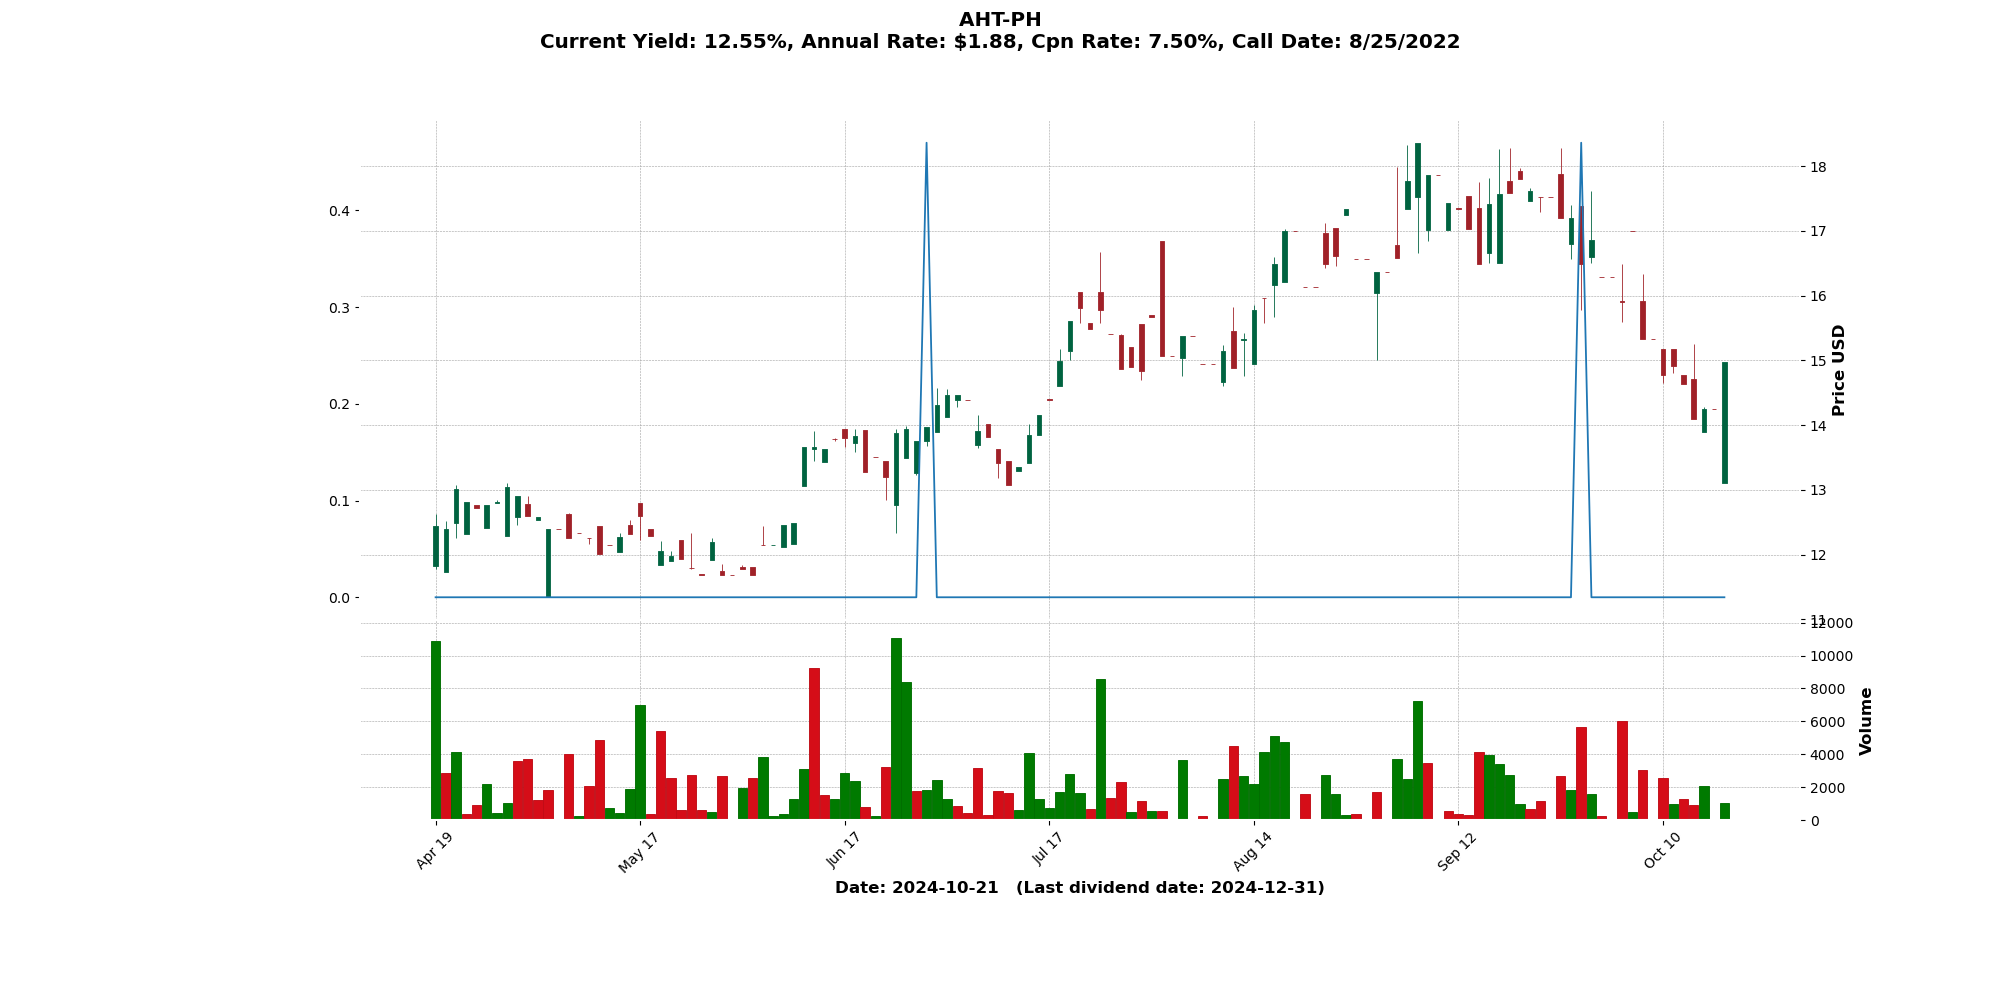 AHT-PH
Current Yield: 12.55%, Annual Rate: $1.88, Cpn Rate: 7.50%, Call Date: 8/25/2022
0.4
0.3
0.2
0.1
0.0
18
17
16
15
14
13
12
11
Price USD
12000
10000
8000
6000
4000
2000
0
Volume
Apr 19
May 17
Jun 17
Jul 17
Aug 14
Sep 12
Oct 10
Date: 2024-10-21 (Last dividend date: 2024-12-31)